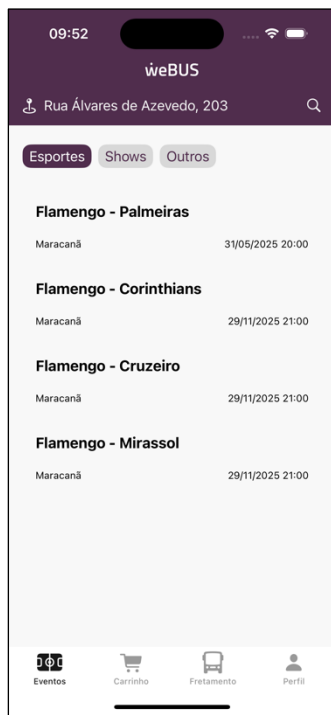 09:52
weBUS
Rua Álvares de Azevedo, 203
Esportes Shows Outros
Flamengo - Palmeiras
Maracanã 31/05/2025 20:00
Flamengo - Corinthians
Maracanã 29/11/2025 21:00
Flamengo - Cruzeiro
Maracanã 29/11/2025 21:00
Flamengo - Mirassol
Maracanã 29/11/2025 21:00
Eventos Carrinho Fretamento Perfil